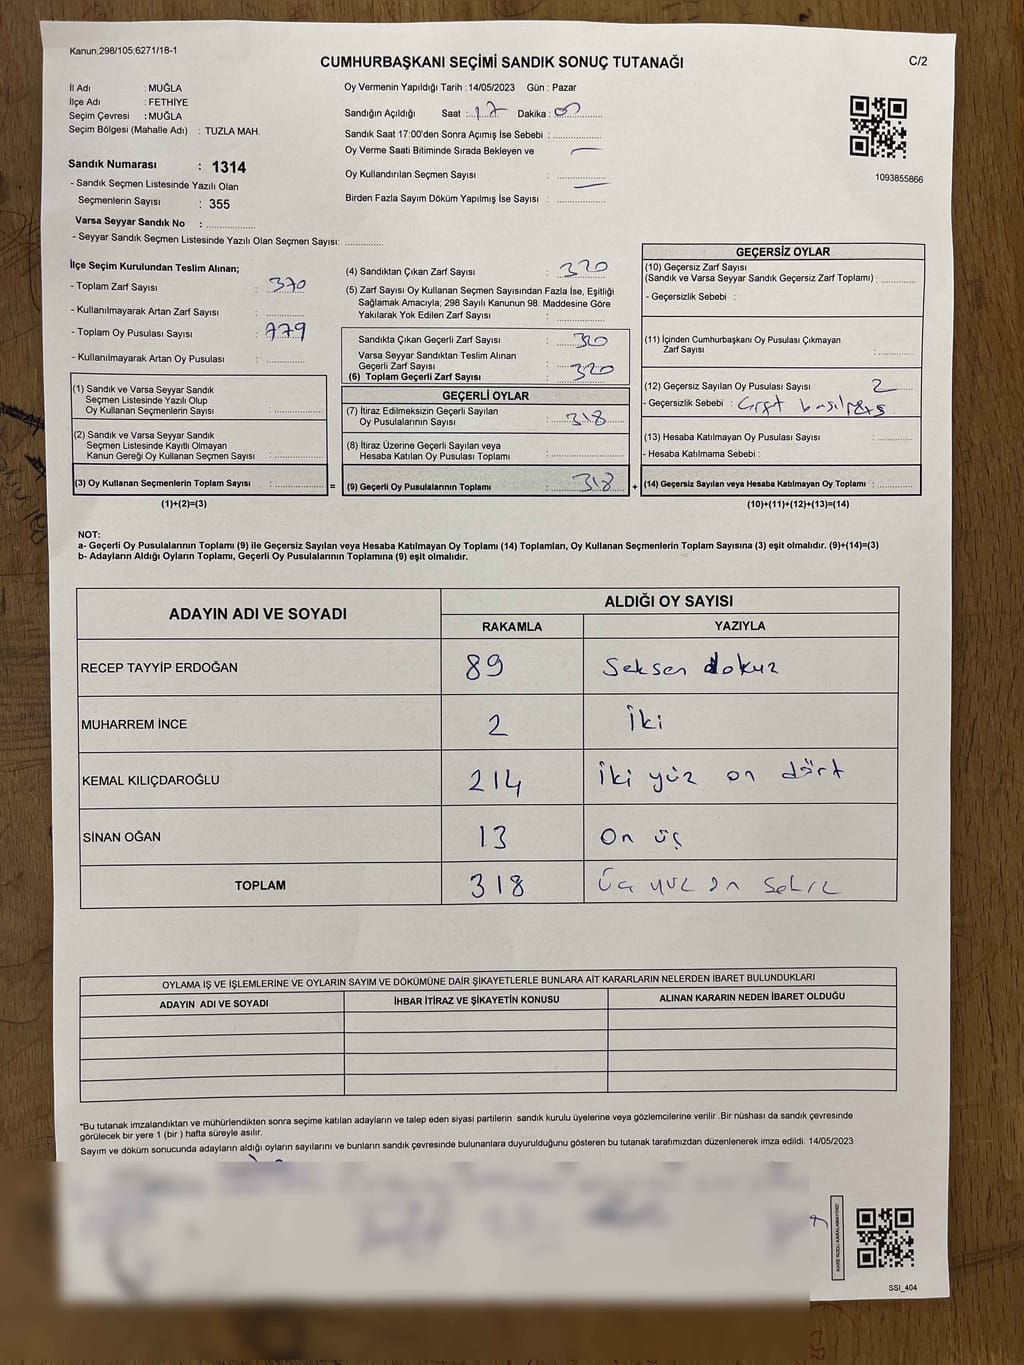 Kanun;298/105;6271/18-1
CUMHURBAŞKANI SEÇİMİ SANDIK SONUÇ TUTANAĞI
C/2
İl Adı : MUĞLA
İlçe Adı : FETHİYE
Seçim Çevresi : MUĞLA
Seçim Bölgesi (Mahalle Adı) : TUZLA MAH.
Sandık Numarası : 1314
- Sandık Seçmen Listesinde Yazılı Olan
Seçmenlerin Sayısı : 355
Varsa Seyyar Sandık No : ...............
- Seyyar Sandık Seçmen Listesinde Yazılı Olan Seçmen Sayısı: ............
Oy Vermenin Yapıldığı Tarih : 14/05/2023 Gün : Pazar
Sandığın Açıldığı Saat : 17 Dakika : 00
Sandık Saat 17:00'den Sonra Açımış İse Sebebi : ...............
Oy Verme Saati Bitiminde Sırada Bekleyen ve
Oy Kullandırılan Seçmen Sayısı : ...............
Birden Fazla Sayım Döküm Yapılmış İse Sayısı : ...............
1093855866
İlçe Seçim Kurulundan Teslim Alınan;
- Toplam Zarf Sayısı : 370
- Kullanılmayarak Artan Zarf Sayısı : ............
- Toplam Oy Pusulası Sayısı : 779
- Kullanılmayarak Artan Oy Pusulası : ............
(1) Sandık ve Varsa Seyyar Sandık
Seçmen Listesinde Yazılı Olup
Oy Kullanan Seçmenlerin Sayısı : ...............
(2) Sandık ve Varsa Seyyar Sandık
Seçmen Listesinde Kayıtlı Olmayan
Kanun Gereği Oy Kullanan Seçmen Sayısı : ...............
(3) Oy Kullanan Seçmenlerin Toplam Sayısı : ............... =
(1)+(2)=(3)
(4) Sandıktan Çıkan Zarf Sayısı : 320
(5) Zarf Sayısı Oy Kullanan Seçmen Sayısından Fazla İse, Eşitliği
Sağlamak Amacıyla; 298 Sayılı Kanunun 98. Maddesine Göre
Yakılarak Yok Edilen Zarf Sayısı : ...............
Sandıkta Çıkan Geçerli Zarf Sayısı : 320
Varsa Seyyar Sandıktan Teslim Alınan
Geçerli Zarf Sayısı : ...............
(6) Toplam Geçerli Zarf Sayısı : 320
GEÇERLİ OYLAR
(7) İtiraz Edilmeksizin Geçerli Sayılan
Oy Pusulalarının Sayısı : 318
(8) İtiraz Üzerine Geçerli Sayılan veya
Hesaba Katılan Oy Pusulası Toplamı : ...............
(9) Geçerli Oy Pusulalarının Toplamı : 318 +
GEÇERSİZ OYLAR
(10) Geçersiz Zarf Sayısı
(Sandık ve Varsa Seyyar Sandık Geçersiz Zarf Toplamı) : ............
- Geçersizlik Sebebi :
(11) İçinden Cumhurbaşkanı Oy Pusulası Çıkmayan
Zarf Sayısı : ............
(12) Geçersiz Sayılan Oy Pusulası Sayısı : 2
- Geçersizlik Sebebi :
(13) Hesaba Katılmayan Oy Pusulası Sayısı : ............
- Hesaba Katılmama Sebebi :
(14) Geçersiz Sayılan veya Hesaba Katılmayan Oy Toplamı : ............
(10)+(11)+(12)+(13)=(14)
NOT:
a- Geçerli Oy Pusulalarının Toplamı (9) ile Geçersiz Sayılan veya Hesaba Katılmayan Oy Toplamı (14) Toplamları, Oy Kullanan Seçmenlerin Toplam Sayısına (3) eşit olmalıdır. (9)+(14)=(3)
b- Adayların Aldığı Oyların Toplamı, Geçerli Oy Pusulalarının Toplamına (9) eşit olmalıdır.
ADAYIN ADI VE SOYADI ALDIĞI OY SAYISI
RAKAMLA YAZIYLA
RECEP TAYYİP ERDOĞAN 89 Seksen dokuz
MUHARREM İNCE 2 İki
KEMAL KILIÇDAROĞLU 214 İki yüz on dört
SİNAN OĞAN 13 On üç
TOPLAM 318 Üç yüz on sekiz
OYLAMA İŞ VE İŞLEMLERİNE VE OYLARIN SAYIM VE DÖKÜMÜNE DAİR ŞİKAYETLERLE BUNLARA AİT KARARLARIN NELERDEN İBARET BULUNDUKLARI
ADAYIN ADI VE SOYADI İHBAR İTİRAZ VE ŞİKAYETİN KONUSU ALINAN KARARIN NEDEN İBARET OLDUĞU
*Bu tutanak imzalandıktan ve mühürlendikten sonra seçime katılan adayların ve talep eden siyasi partilerin sandık kurulu üyelerine veya gözlemcilerine verilir .Bir nüshası da sandık çevresinde
görülecek bir yere 1 (bir ) hafta süreyle asılır.
Sayım ve döküm sonucunda adayların aldığı oyların sayılarını ve bunların sandık çevresinde bulunanlara duyurulduğunu gösteren bu tutanak tarafımızdan düzenlenerek imza edildi. 14/05/2023
KARE KODU KARALAMAYINIZ!
SSI_404